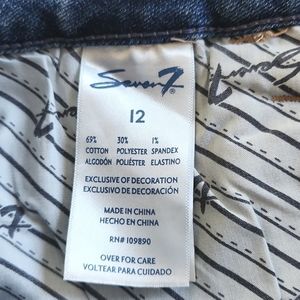 Seven7®
12
69% 30% 1%
COTTON POLYESTER SPANDEX
ALGODÓN POLIÉSTER ELASTINO
EXCLUSIVE OF DECORATION
EXCLUSIVO DE DECORACIÓN
MADE IN CHINA
HECHO EN CHINA
RN# 109890
OVER FOR CARE
VOLTEAR PARA CUIDADO